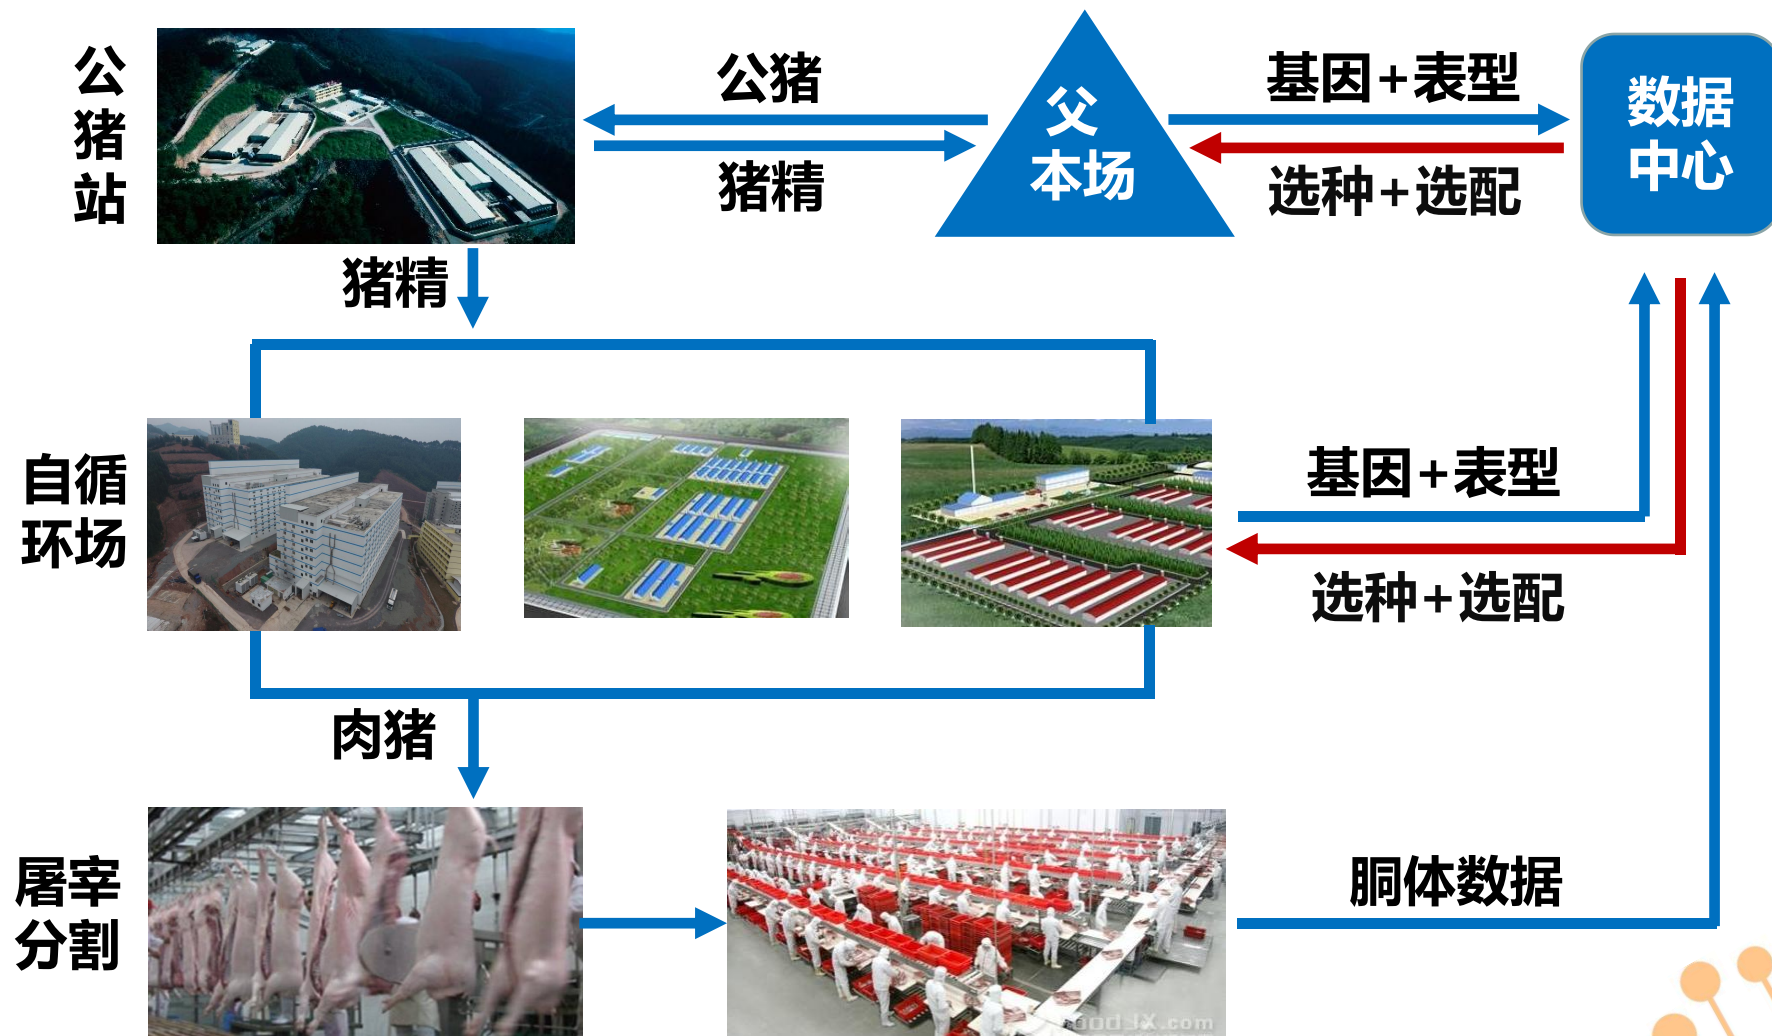 公
猪
站
公猪
猪精
父
本场
基因+表型
选种+选配
数据
中心
猪精
自循
环场
基因+表型
选种+选配
肉猪
屠宰
分割
胴体数据